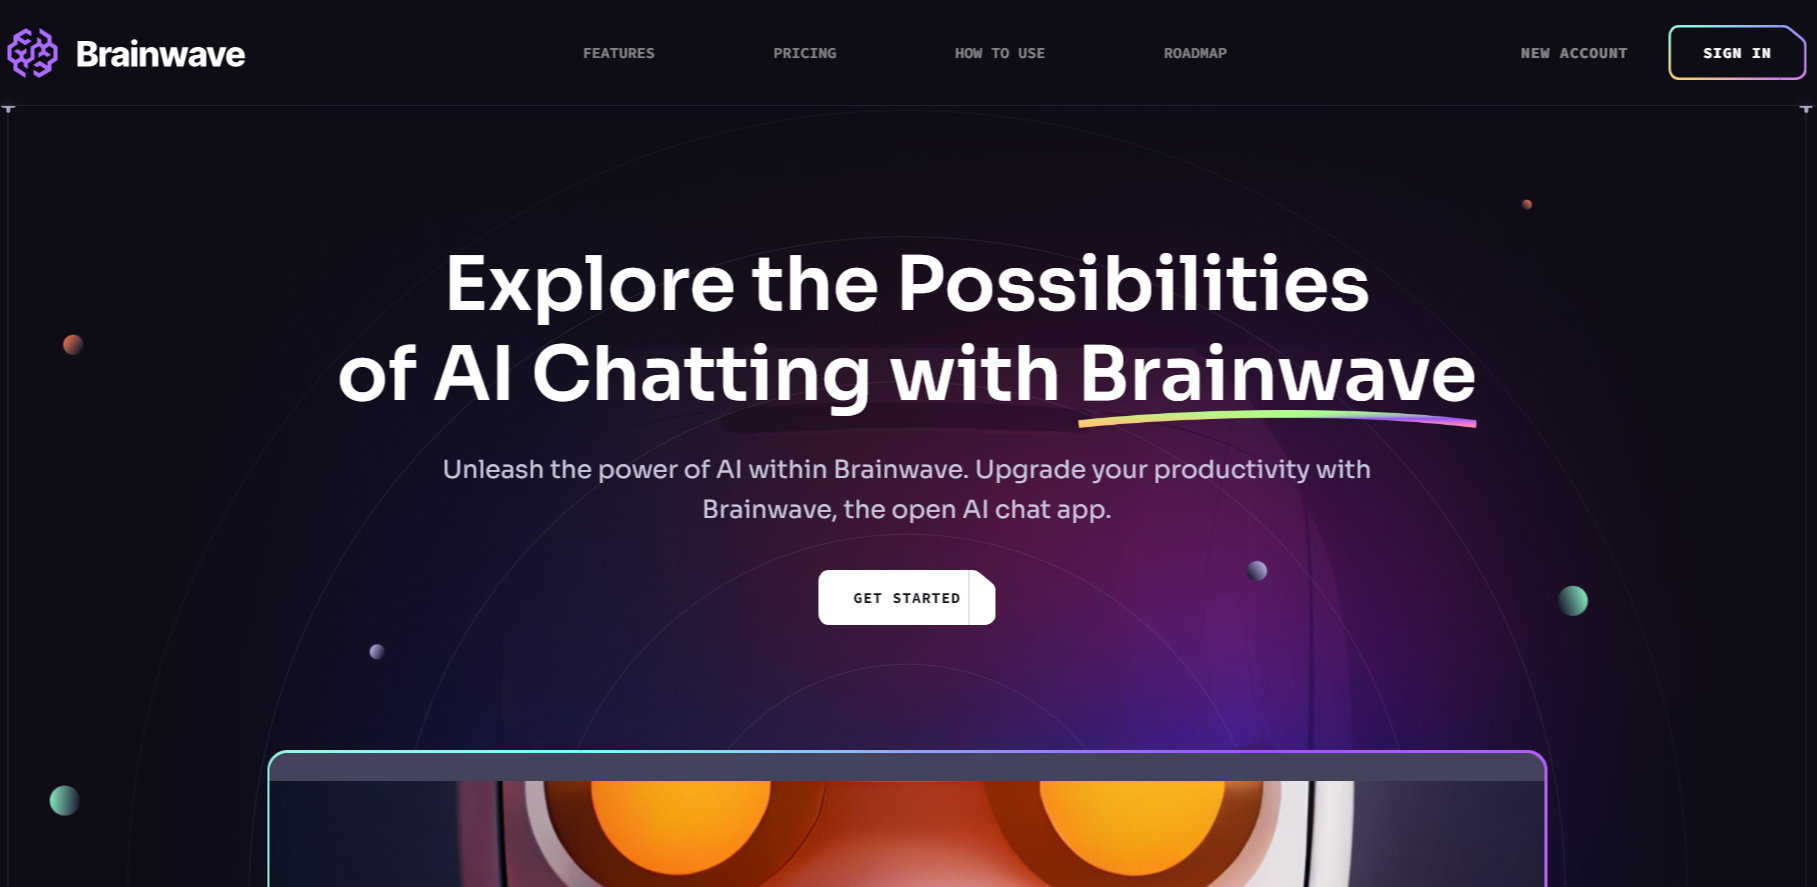 Brainwave
FEATURES
PRICING
HOW TO USE
ROADMAP
NEW ACCOUNT
SIGN IN
Explore the Possibilities
of AI Chatting with Brainwave
Unleash the power of AI within Brainwave. Upgrade your productivity with
Brainwave, the open AI chat app.
GET STARTED